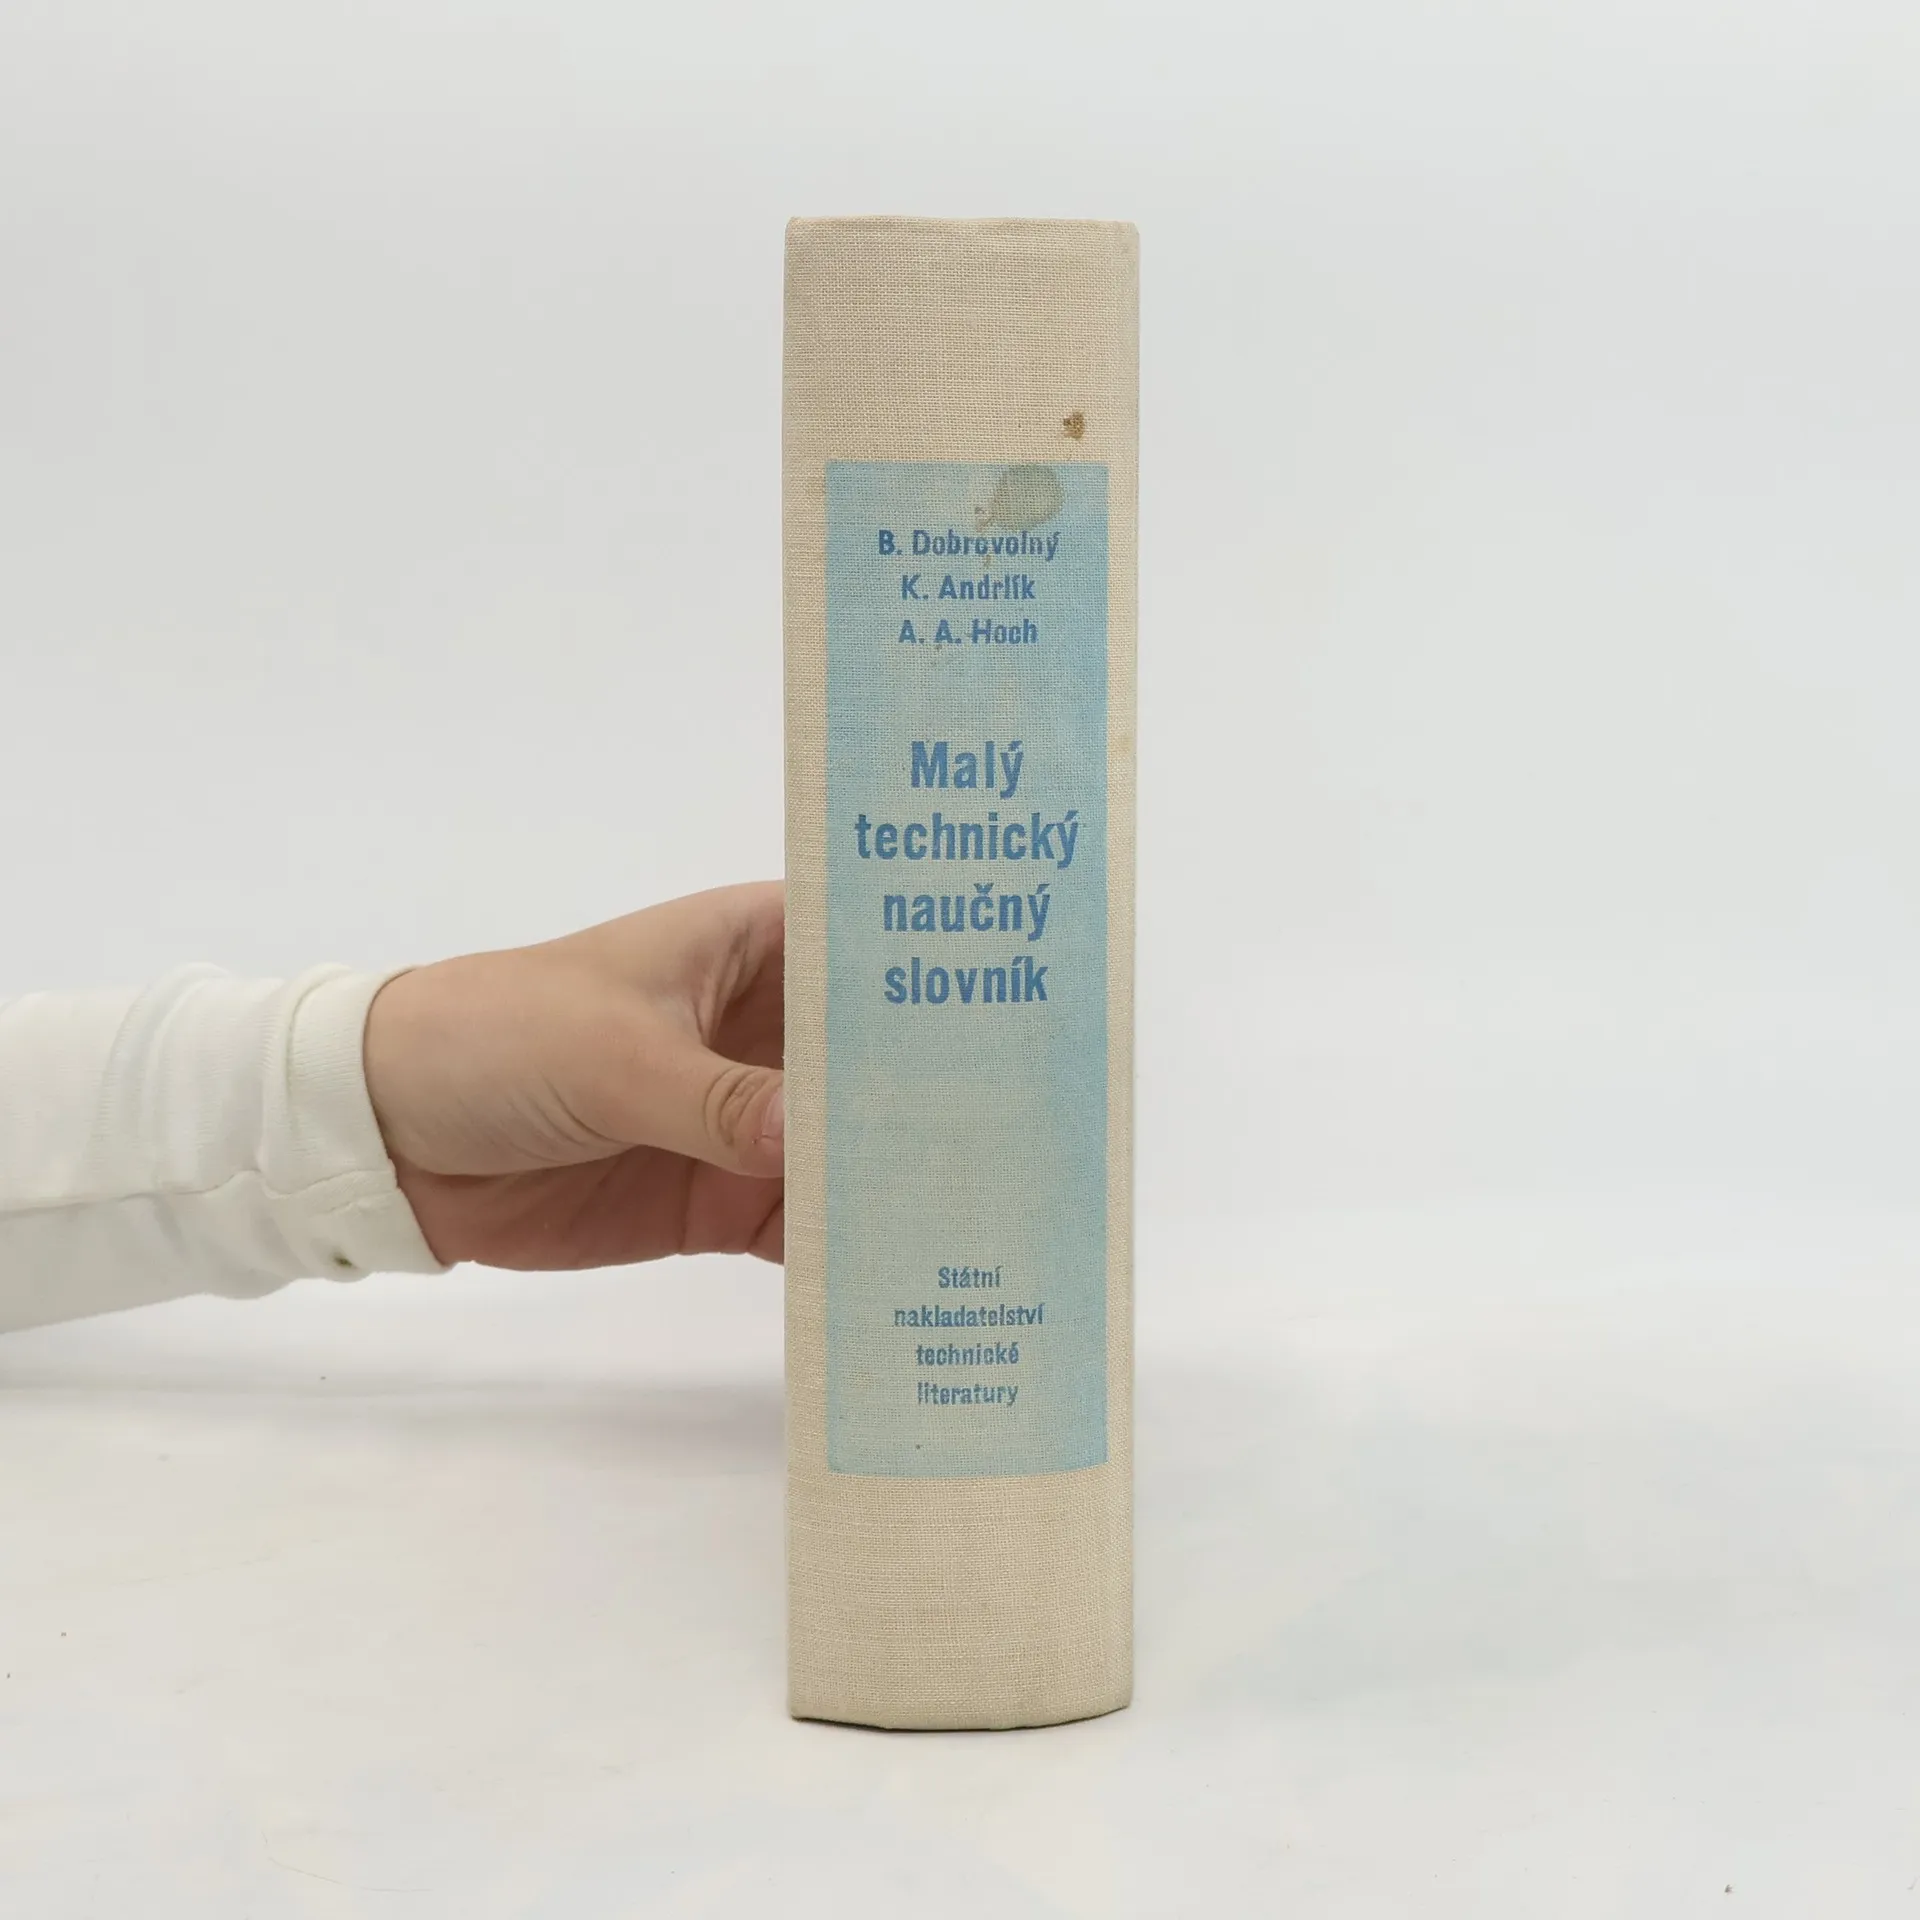 B. Dobrovolný
K. Andrlík
A. A. Hoch
Malý
technický
naučný
slovník
Státní
nakladatelství
technické
literatury